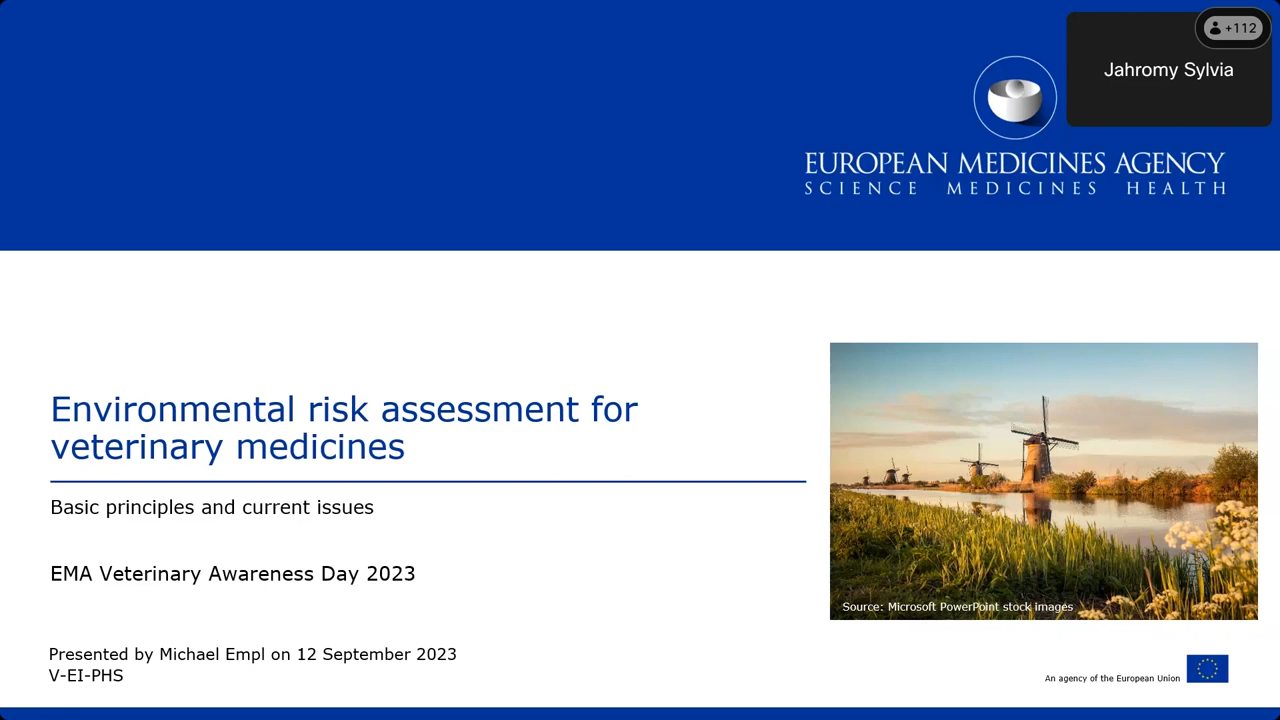 +112
Jahromy Sylvia
EUROPEAN MEDICINES AGENCY
SCIENCE MEDICINES HEALTH
Environmental risk assessment for
veterinary medicines
Basic principles and current issues
EMA Veterinary Awareness Day 2023
Source: Microsoft PowerPoint stock images
Presented by Michael Empl on 12 September 2023
V-EI-PHS
An agency of the European Union